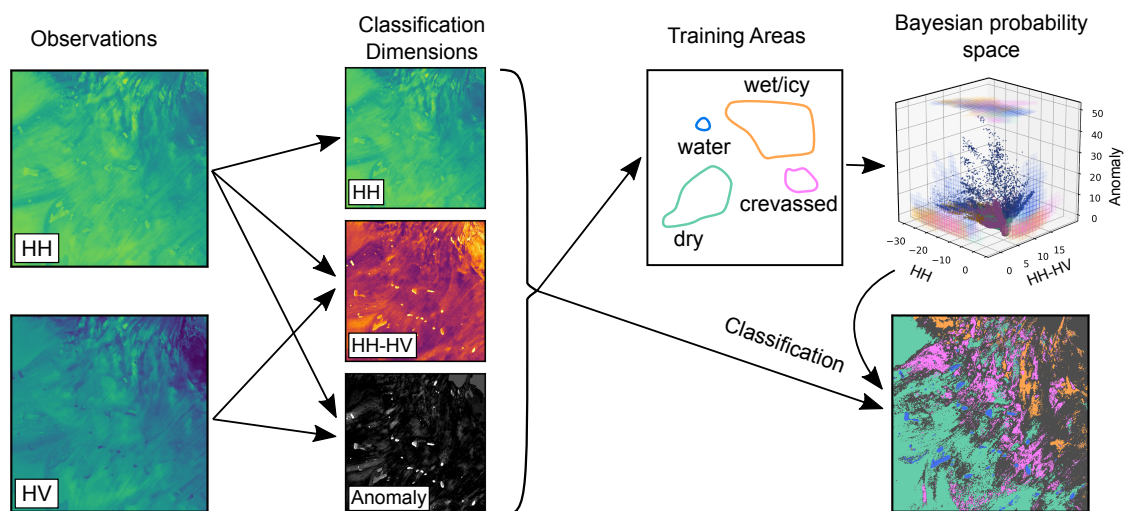 Observations
HH
HV
Classification
Dimensions
HH
HH-HV
Anomaly
Training Areas
wet/icy
water
crevassed
dry
Bayesian probability
space
50
40
30
20
10
0
Anomaly
−30
−20
−10
0
HH
0
5
10
15
HH-HV
Classification